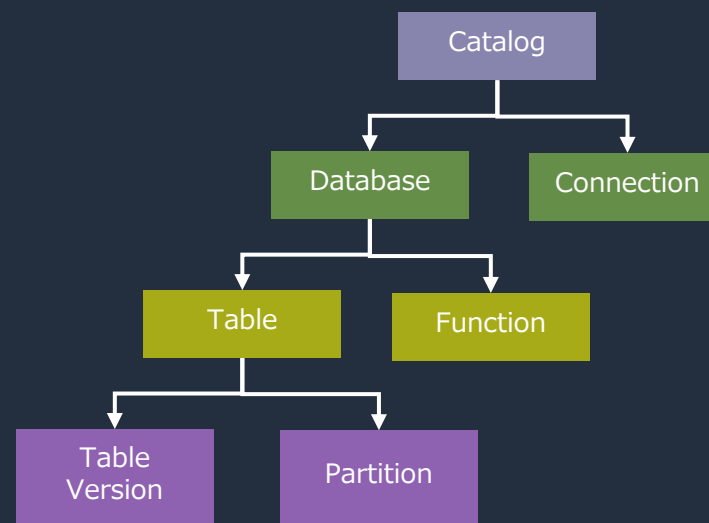 Catalog
Database
Connection
Table
Function
Table
Version
Partition